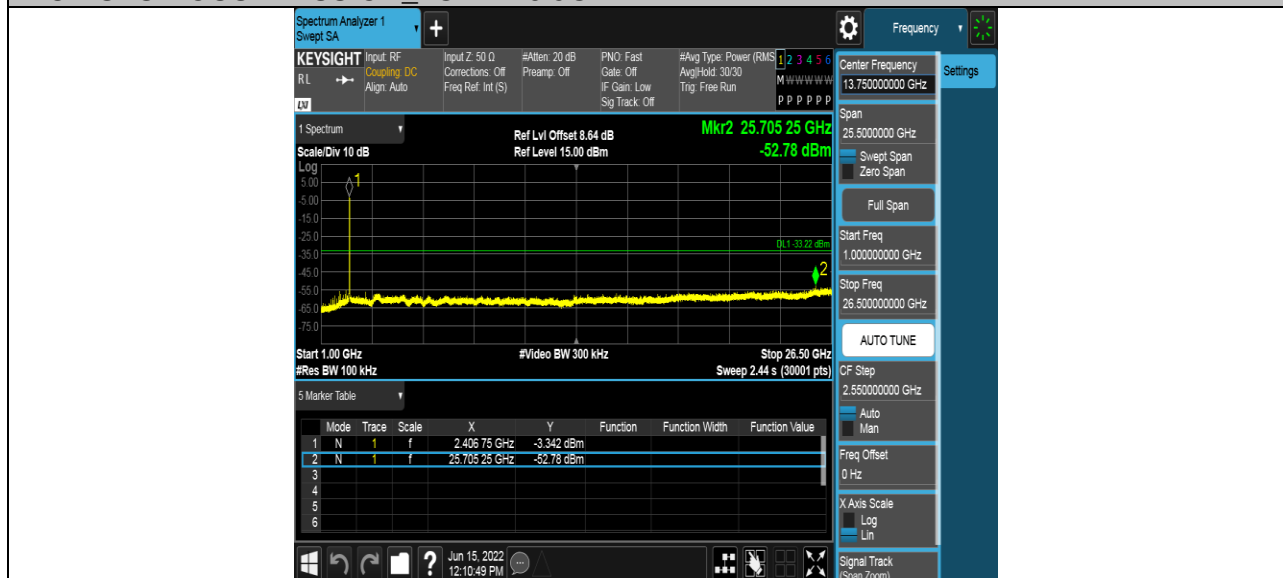 Spectrum Analyzer 1
Swept SA
+
Frequency
KEYSIGHT
RL
LXI
Input: RF
Coupling: DC
Align: Auto
Input Z: 50 Ω
Corrections: Off
Freq Ref: Int (S)
#Atten: 20 dB
Preamp: Off
PNO: Fast
Gate: Off
IF Gain: Low
Sig Track: Off
#Avg Type: Power (RMS
Avg|Hold: 30/30
Trig: Free Run
1 2 3 4 5 6
M W W W W W
P P P P P P
Center Frequency
13.750000000 GHz
Settings
1 Spectrum
Ref Lvl Offset 8.64 dB
Mkr2 25.705 25 GHz
Scale/Div 10 dB
Ref Level 15.00 dBm
-52.78 dBm
Log
5.00
-5.00
-15.0
-25.0
-35.0
-45.0
-55.0
-65.0
-75.0
1
DL1 -33.22 dBm
2
Start 1.00 GHz
#Video BW 300 kHz
Stop 26.50 GHz
#Res BW 100 kHz
Sweep 2.44 s (30001 pts)
Span
25.5000000 GHz
Swept Span
Zero Span
Full Span
Start Freq
1.000000000 GHz
Stop Freq
26.500000000 GHz
AUTO TUNE
CF Step
2.550000000 GHz
Auto
Man
Freq Offset
0 Hz
X Axis Scale
Log
Lin
Signal Track
(Span Zoom)
5 Marker Table
Mode Trace Scale X Y Function Function Width Function Value
1 N 1 f 2.406 75 GHz -3.342 dBm
2 N 1 f 25.705 25 GHz -52.78 dBm
3
4
5
6
?
Jun 15, 2022
12:10:49 PM